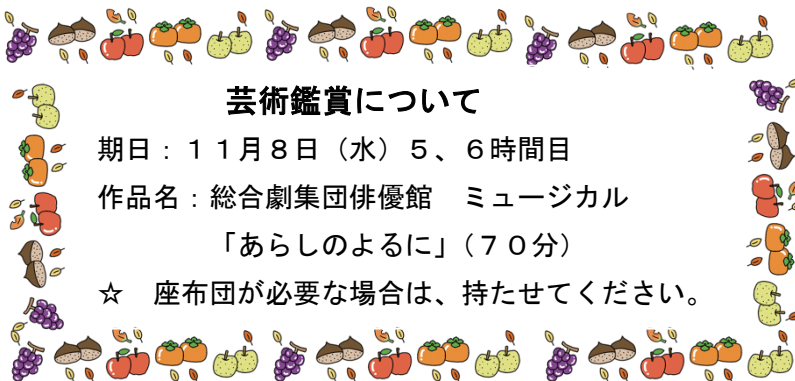 芸術鑑賞について
期日：１１月８日（水）５、６時間目
作品名：総合劇集団俳優館　ミュージカル
「あらしのよるに」（７０分）
☆　座布団が必要な場合は、持たせてください。